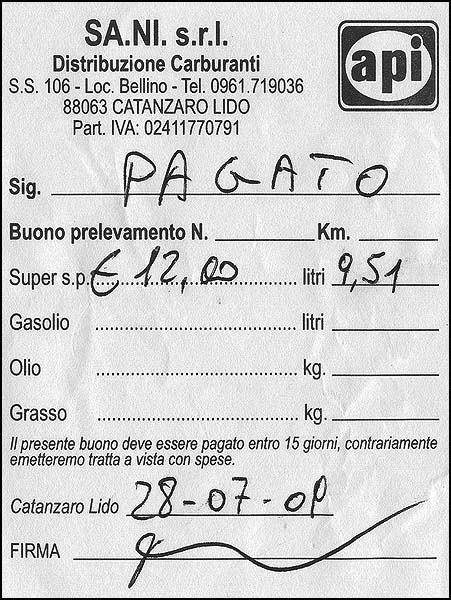 SA.NI. s.r.l.
Distribuzione Carburanti
S.S. 106 - Loc. Bellino - Tel. 0961.719036
88063 CATANZARO LIDO
Part. IVA: 02411770791
api
Sig. PAGATO
Buono prelevamento N. Km.
Super s.p. € 12,00 litri 9,51
Gasolio litri
Olio kg.
Grasso kg.
Il presente buono deve essere pagato entro 15 giorni, contrariamente
emetteremo tratta a vista con spese.
Catanzaro Lido 28-07-
FIRMA